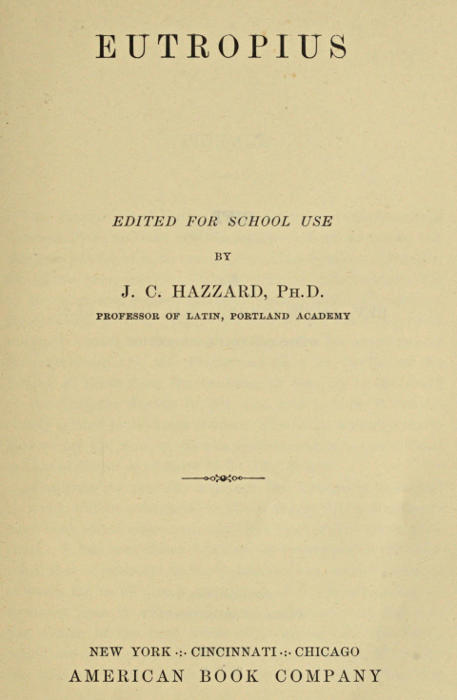 EUTROPIUS
EDITED FOR SCHOOL USE
BY
J. C. HAZZARD, Ph.D.
PROFESSOR OF LATIN, PORTLAND ACADEMY
NEW YORK ·:· CINCINNATI ·:· CHICAGO
AMERICAN BOOK COMPANY